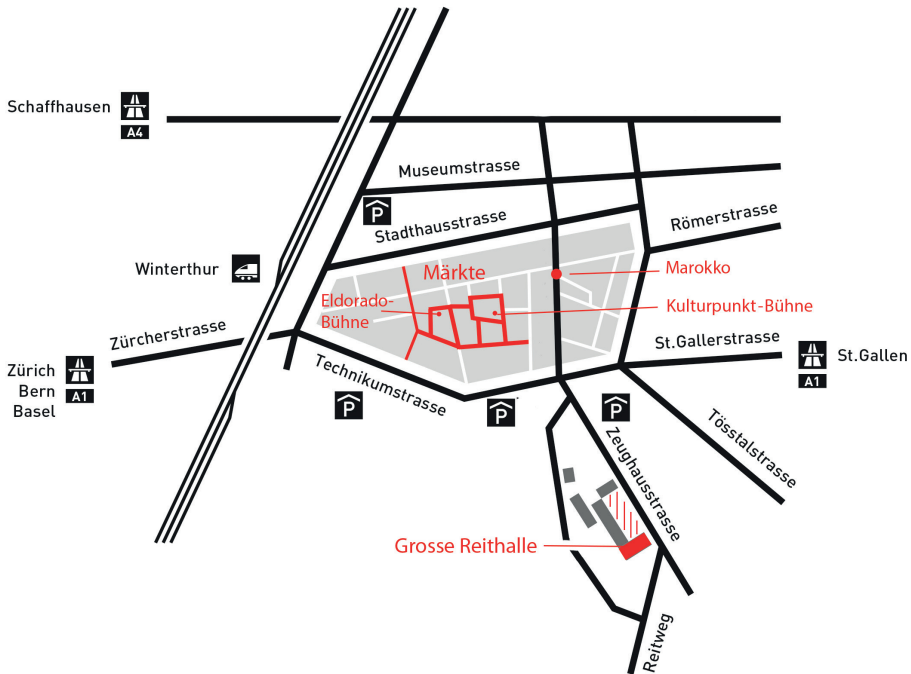 Schaffhausen
A4
Museumstrasse
P
Stadthausstrasse
Römerstrasse
Winterthur
Märkte
Marokko
Eldorado-
Bühne
Kulturpunkt-Bühne
Zürcherstrasse
St.Gallerstrasse
Zürich
Bern
Basel
A1
St.Gallen
A1
Technikumstrasse
P
P
P
Zeughausstrasse
Tösstalstrasse
Grosse Reithalle
Reitweg